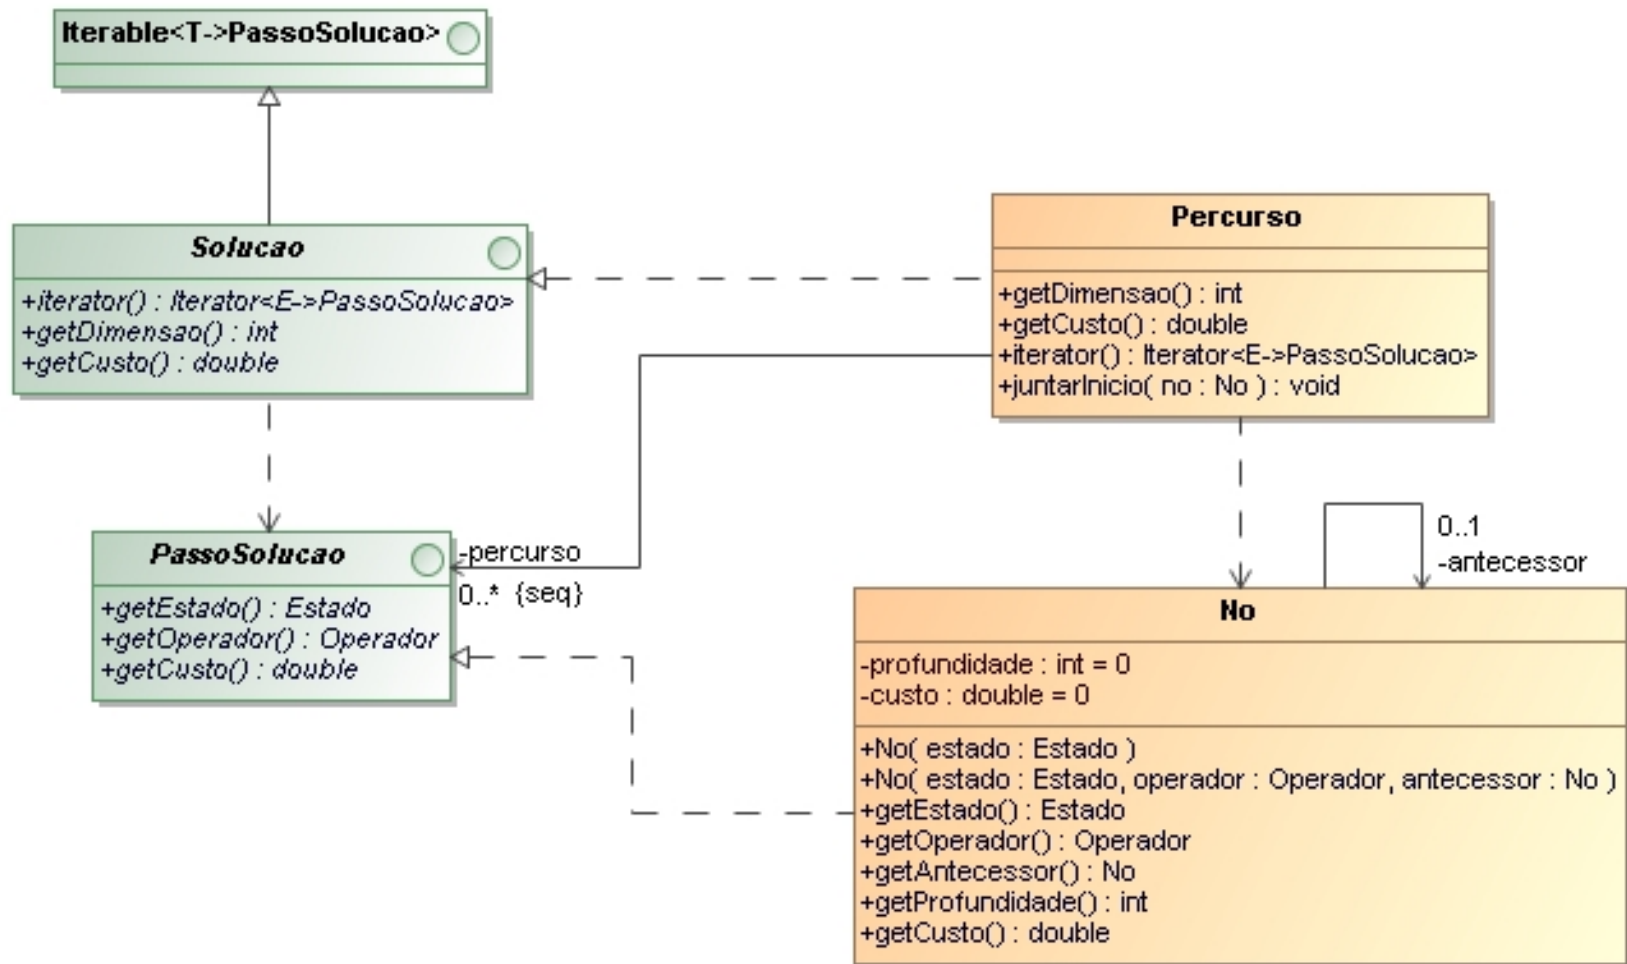 Iterable<T->PassoSolucao>
Solucao
+iterator() : Iterator<E->PassoSolucao>
+getDimensao() : int
+getCusto() : double
Percurso
+getDimensao() : int
+getCusto() : double
+iterator() : Iterator<E->PassoSolucao>
+juntarInicio( no : No ) : void
PassoSolucao
+getEstado() : Estado
+getOperador() : Operador
+getCusto() : double
-percurso
0..* {seq}
0..1
-antecessor
No
-profundidade : int = 0
-custo : double = 0
+No( estado : Estado )
+No( estado : Estado, operador : Operador, antecessor : No )
+getEstado() : Estado
+getOperador() : Operador
+getAntecessor() : No
+getProfundidade() : int
+getCusto() : double